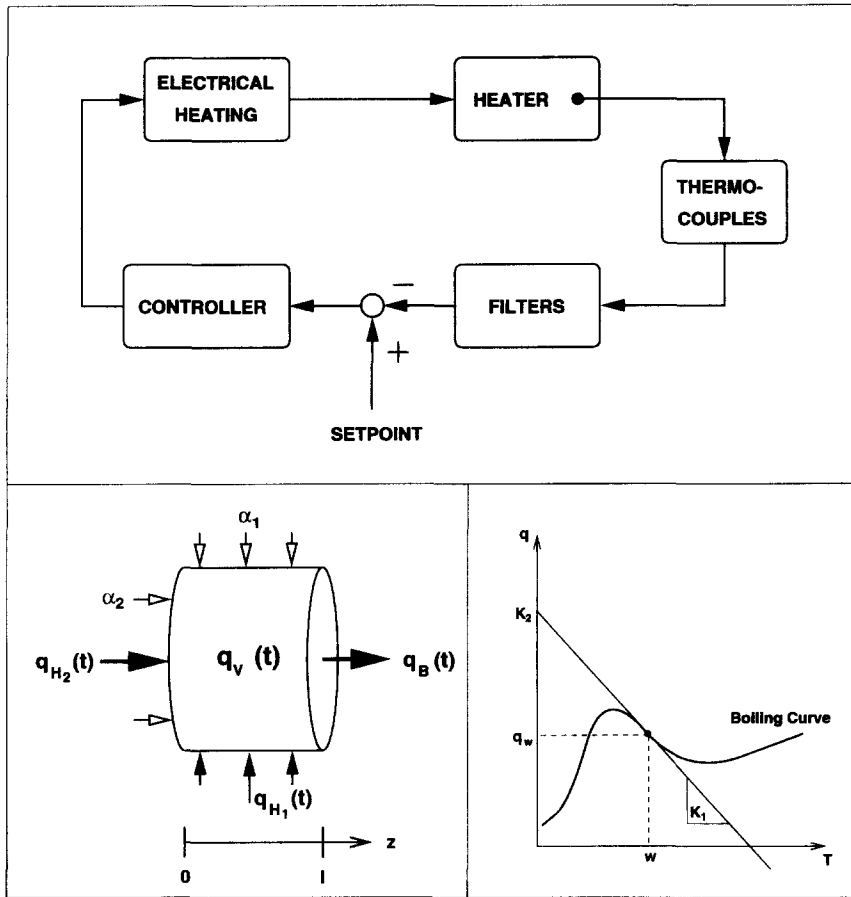 ELECTRICAL
HEATING
HEATER
THERMO-
COUPLES
CONTROLLER
−
FILTERS
+
SETPOINT
α1
α2
qH2(t)
qV (t)
qB(t)
qH1(t)
z
0
l
q
K2
Boiling Curve
qw
K1
w
T